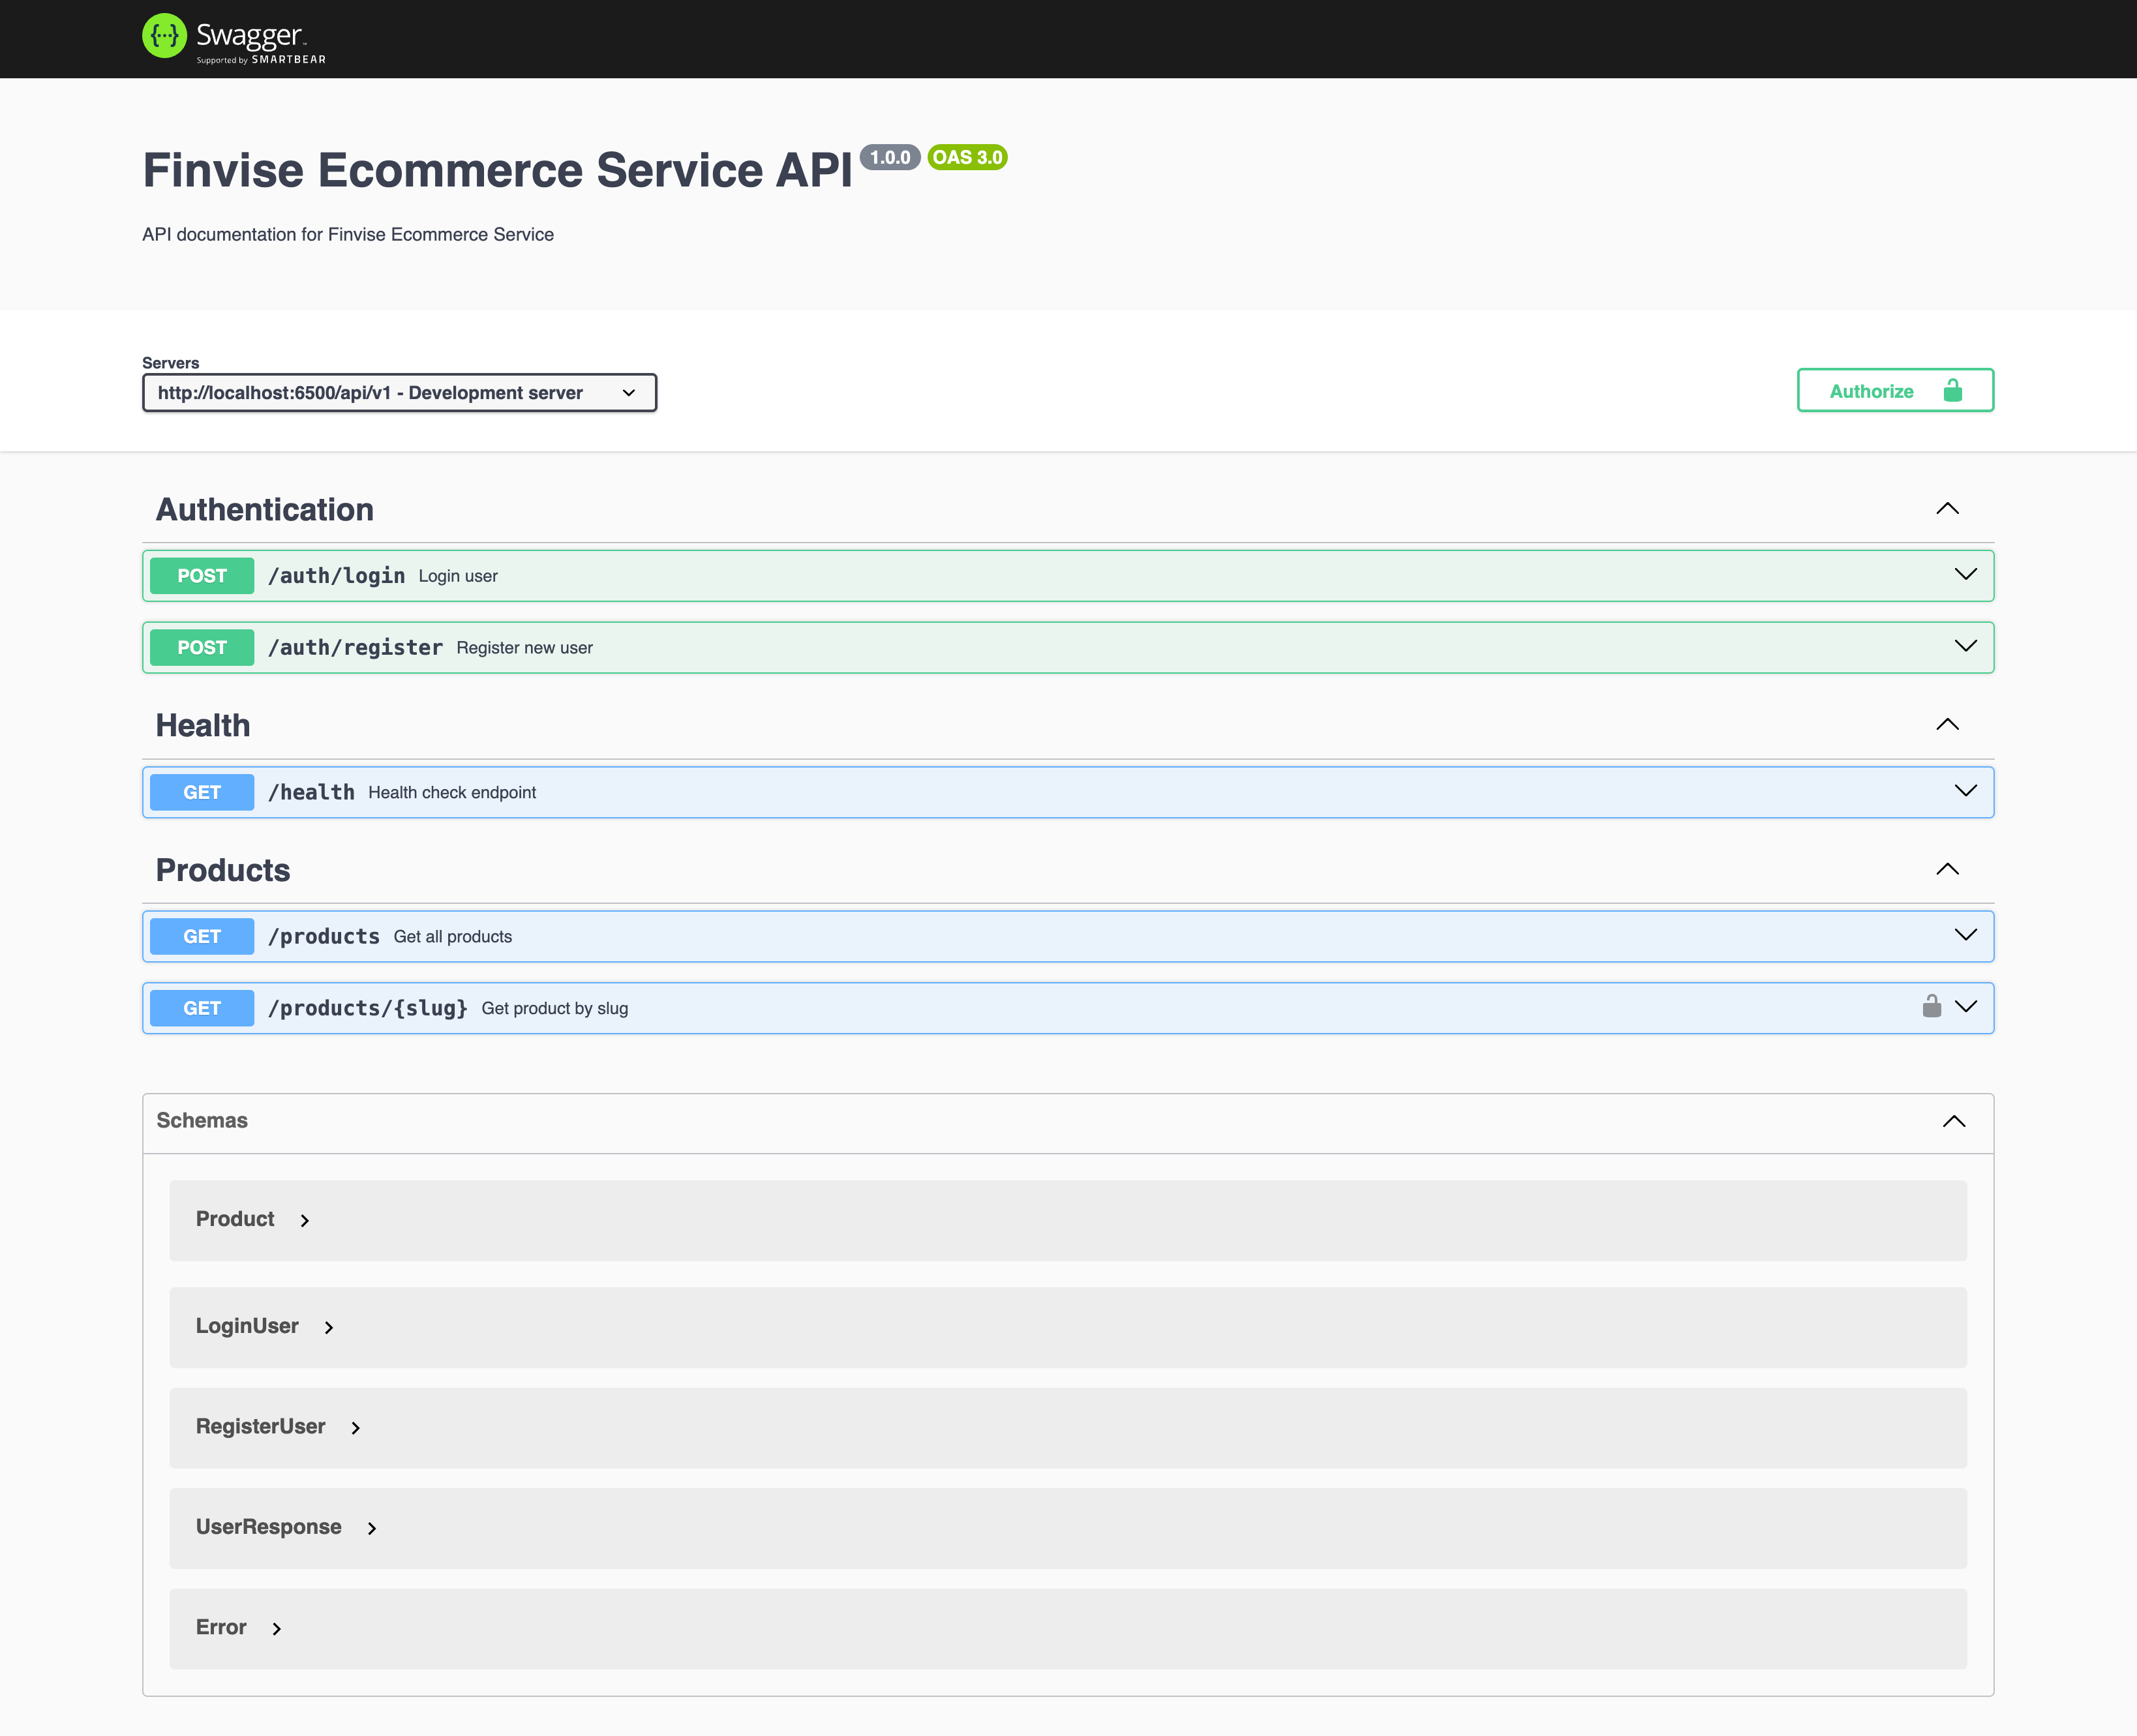 {···} Swagger™
Supported by SMARTBEAR
Finvise Ecommerce Service API 1.0.0 OAS 3.0
API documentation for Finvise Ecommerce Service
Servers
http://localhost:6500/api/v1 - Development server
Authorize
Authentication
POST /auth/login Login user
POST /auth/register Register new user
Health
GET /health Health check endpoint
Products
GET /products Get all products
GET /products/{slug} Get product by slug
Schemas
Product
LoginUser
RegisterUser
UserResponse
Error